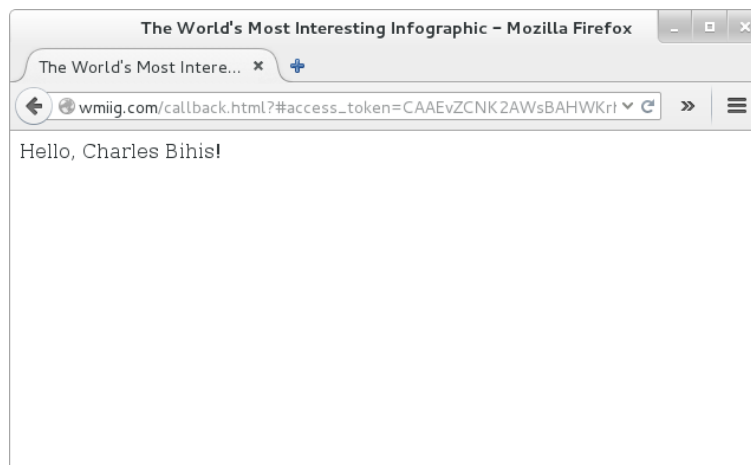 The World's Most Interesting Infographic – Mozilla Firefox
The World's Most Intere...
wmiig.com/callback.html?#access_token=CAAEvZCNK2AWsBAHWKr
Hello, Charles Bihis!